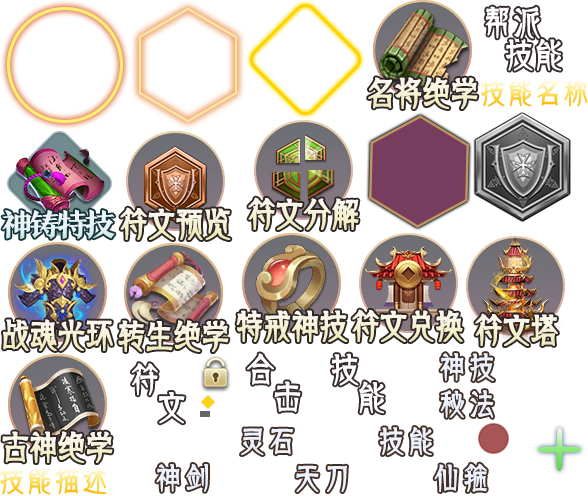 帮派
技能
名将绝学
技能名称
神铸特技
符文预览
符文分解
战魂光环
转生绝学
特戒神技
符文兑换
符文塔
古神绝学
符文
合击
技能
神技
秘法
灵石
技能
技能描述
神剑
天刀
仙箍